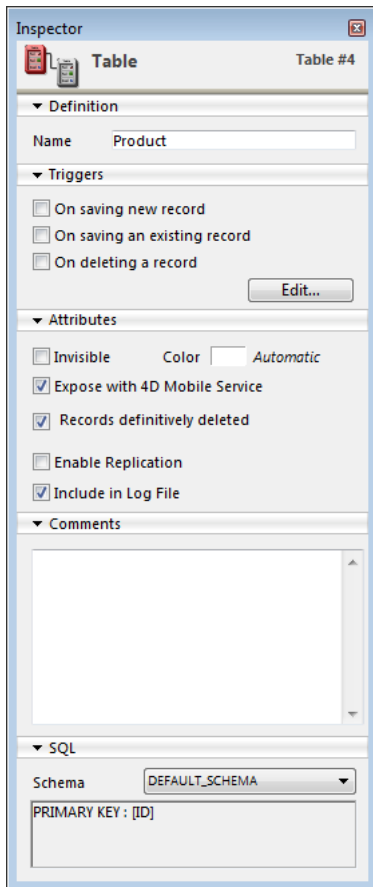 Inspector
Table Table #4
Definition
Name Product
Triggers
On saving new record
On saving an existing record
On deleting a record
Edit...
Attributes
Invisible Color Automatic
Expose with 4D Mobile Service
Records definitively deleted
Enable Replication
Include in Log File
Comments
SQL
Schema DEFAULT_SCHEMA
PRIMARY KEY : [ID]